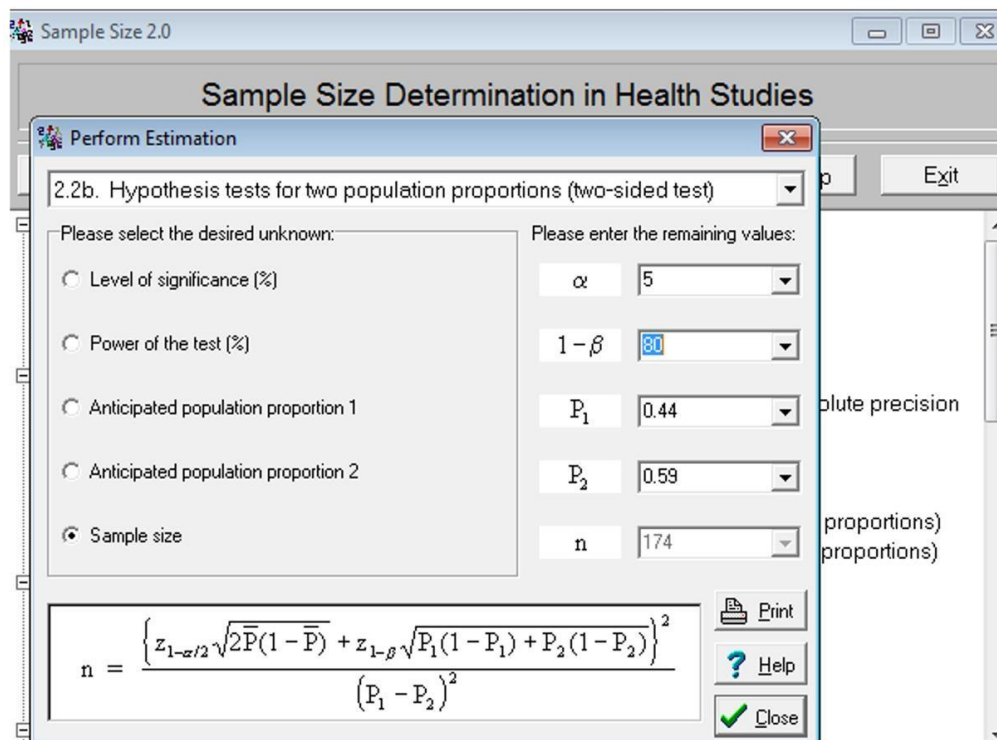 Sample Size 2.0
Sample Size Determination in Health Studies
Perform Estimation
p
Exit
2.2b. Hypothesis tests for two population proportions (two-sided test)
Please select the desired unknown:
Please enter the remaining values:
Level of significance (%)
α
5
Power of the test (%)
1 − β
80
Anticipated population proportion 1
P₁
0.44
olute precision
Anticipated population proportion 2
P₂
0.59
Sample size
n
174
proportions)
proportions)
n = {z₁₋α/₂√2P̅(1 − P̅) + z₁₋β√P₁(1 − P₁) + P₂(1 − P₂)}² / (P₁ − P₂)²
Print
Help
Close